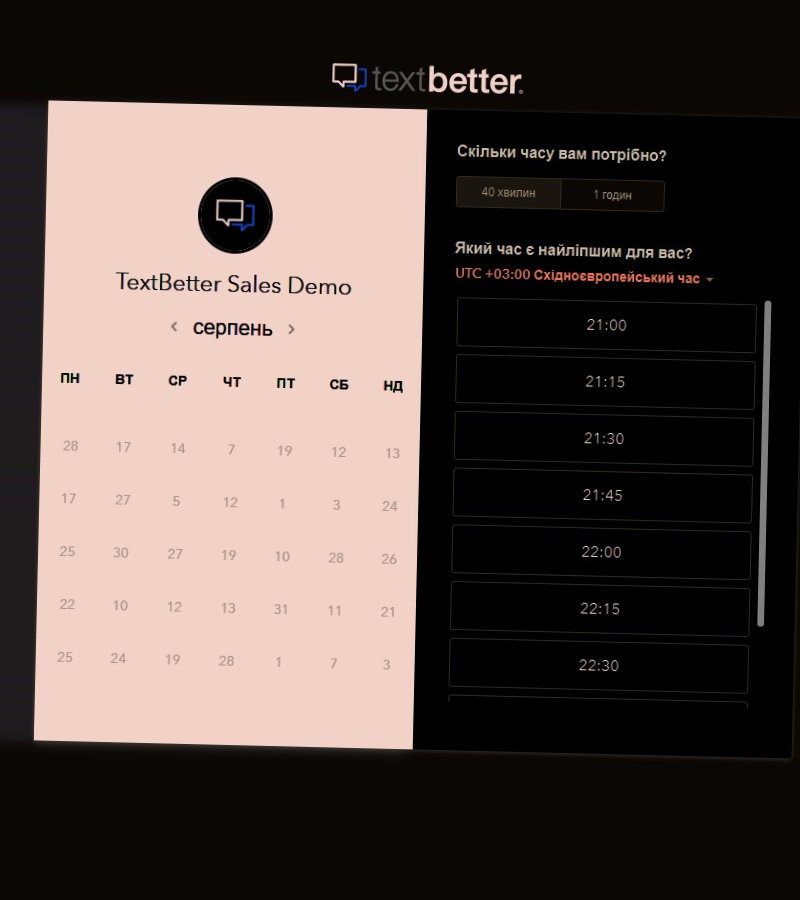 textbetter.
TextBetter Sales Demo
серпень
ПН ВТ СР ЧТ ПТ СБ НД
28 17 14 7 19 12 13
17 27 5 12 1 3 24
25 30 27 19 10 28 26
22 10 12 13 31 11 21
25 24 19 28 1 7 3
Скільки часу вам потрібно?
40 хвилин 1 годин
Який час є найліпшим для вас?
UTC +03:00 Східноєвропейський час
21:00
21:15
21:30
21:45
22:00
22:15
22:30